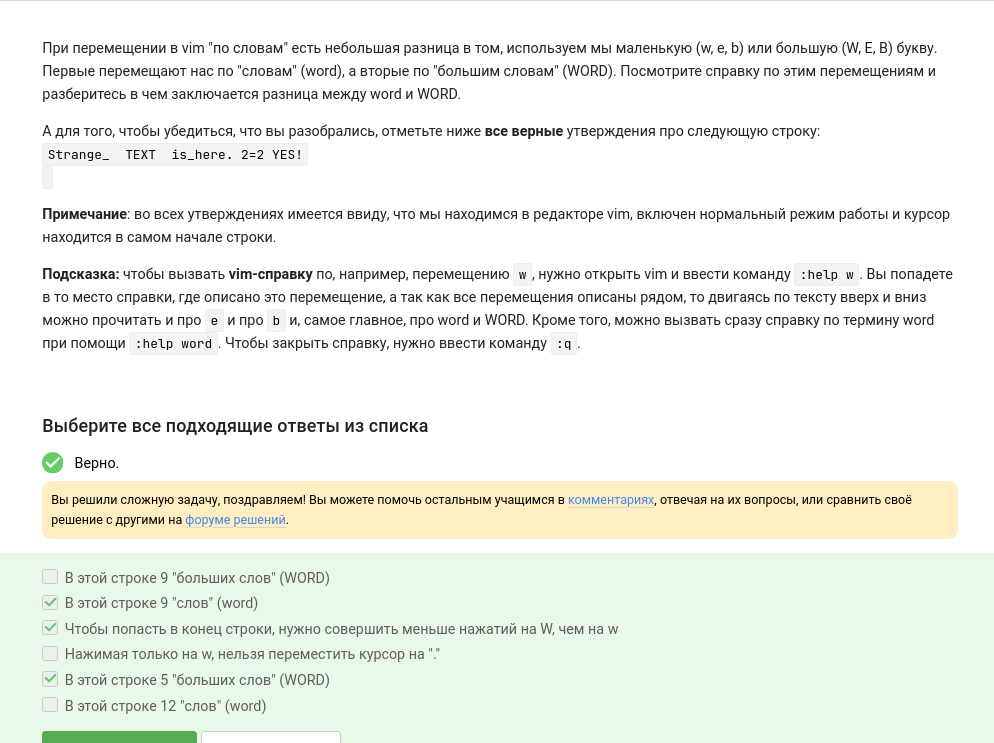 При перемещении в vim "по словам" есть небольшая разница в том, используем мы маленькую (w, e, b) или большую (W, E, B) букву.
Первые перемещают нас по "словам" (word), а вторые по "большим словам" (WORD). Посмотрите справку по этим перемещениям и
разберитесь в чем заключается разница между word и WORD.
А для того, чтобы убедиться, что вы разобрались, отметьте ниже все верные утверждения про следующую строку:
Strange_  TEXT  is_here. 2=2 YES!
Примечание: во всех утверждениях имеется ввиду, что мы находимся в редакторе vim, включен нормальный режим работы и курсор
находится в самом начале строки.
Подсказка: чтобы вызвать vim-справку по, например, перемещению w, нужно открыть vim и ввести команду :help w. Вы попадете
в то место справки, где описано это перемещение, а так как все перемещения описаны рядом, то двигаясь по тексту вверх и вниз
можно прочитать и про e и про b и, самое главное, про word и WORD. Кроме того, можно вызвать сразу справку по термину word
при помощи :help word. Чтобы закрыть справку, нужно ввести команду :q.
Выберите все подходящие ответы из списка
Верно.
Вы решили сложную задачу, поздравляем! Вы можете помочь остальным учащимся в комментариях, отвечая на их вопросы, или сравнить своё
решение с другими на форуме решений.
В этой строке 9 "больших слов" (WORD)
В этой строке 9 "слов" (word)
Чтобы попасть в конец строки, нужно совершить меньше нажатий на W, чем на w
Нажимая только на w, нельзя переместить курсор на "."
В этой строке 5 "больших слов" (WORD)
В этой строке 12 "слов" (word)